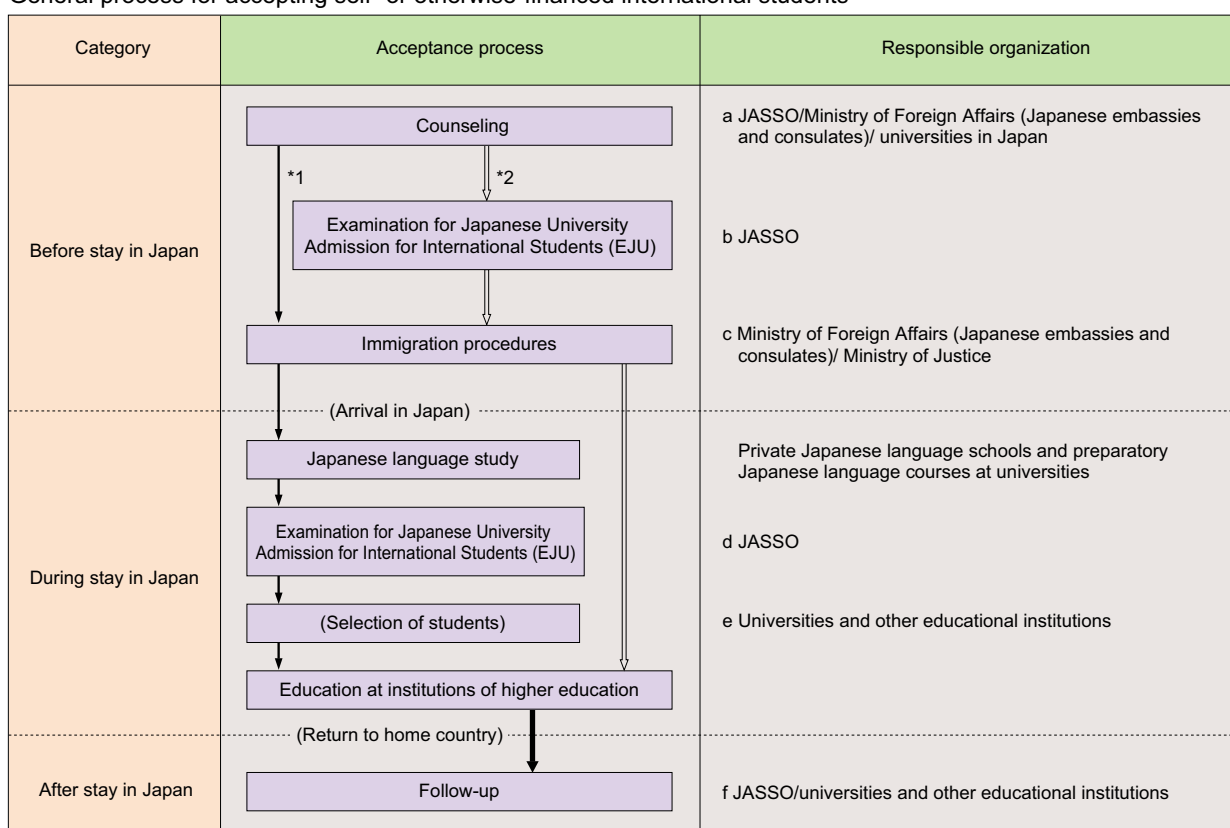 General process for accepting self- or otherwise-financed international students
Category
Acceptance process
Responsible organization
Before stay in Japan
Counseling
a JASSO/Ministry of Foreign Affairs (Japanese embassies
and consulates)/ universities in Japan
*1
*2
Examination for Japanese University
Admission for International Students (EJU)
b JASSO
Immigration procedures
c Ministry of Foreign Affairs (Japanese embassies and
consulates)/ Ministry of Justice
(Arrival in Japan)
During stay in Japan
Japanese language study
Private Japanese language schools and preparatory
Japanese language courses at universities
Examination for Japanese University
Admission for International Students (EJU)
d JASSO
(Selection of students)
e Universities and other educational institutions
Education at institutions of higher education
(Return to home country)
After stay in Japan
Follow-up
f JASSO/universities and other educational institutions